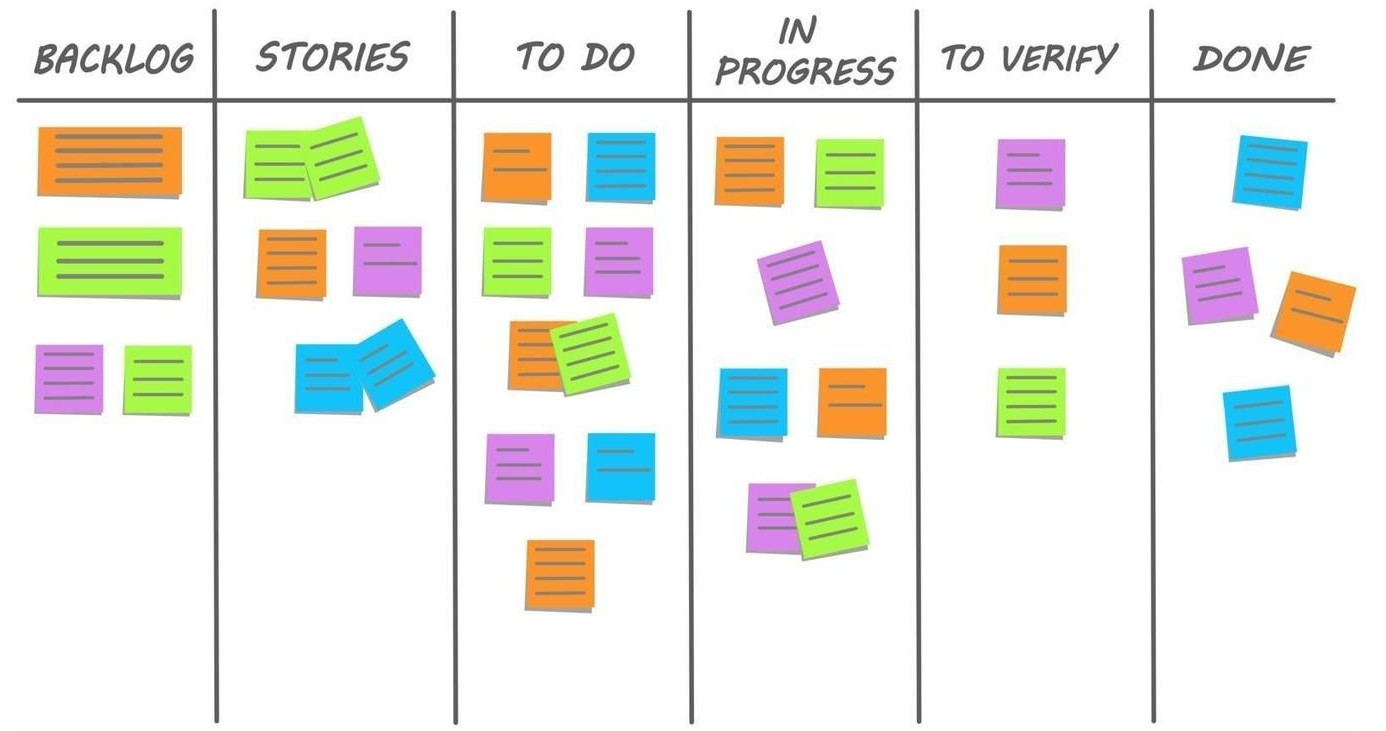 BACKLOG
STORIES
TO DO
IN
PROGRESS
TO VERIFY
DONE